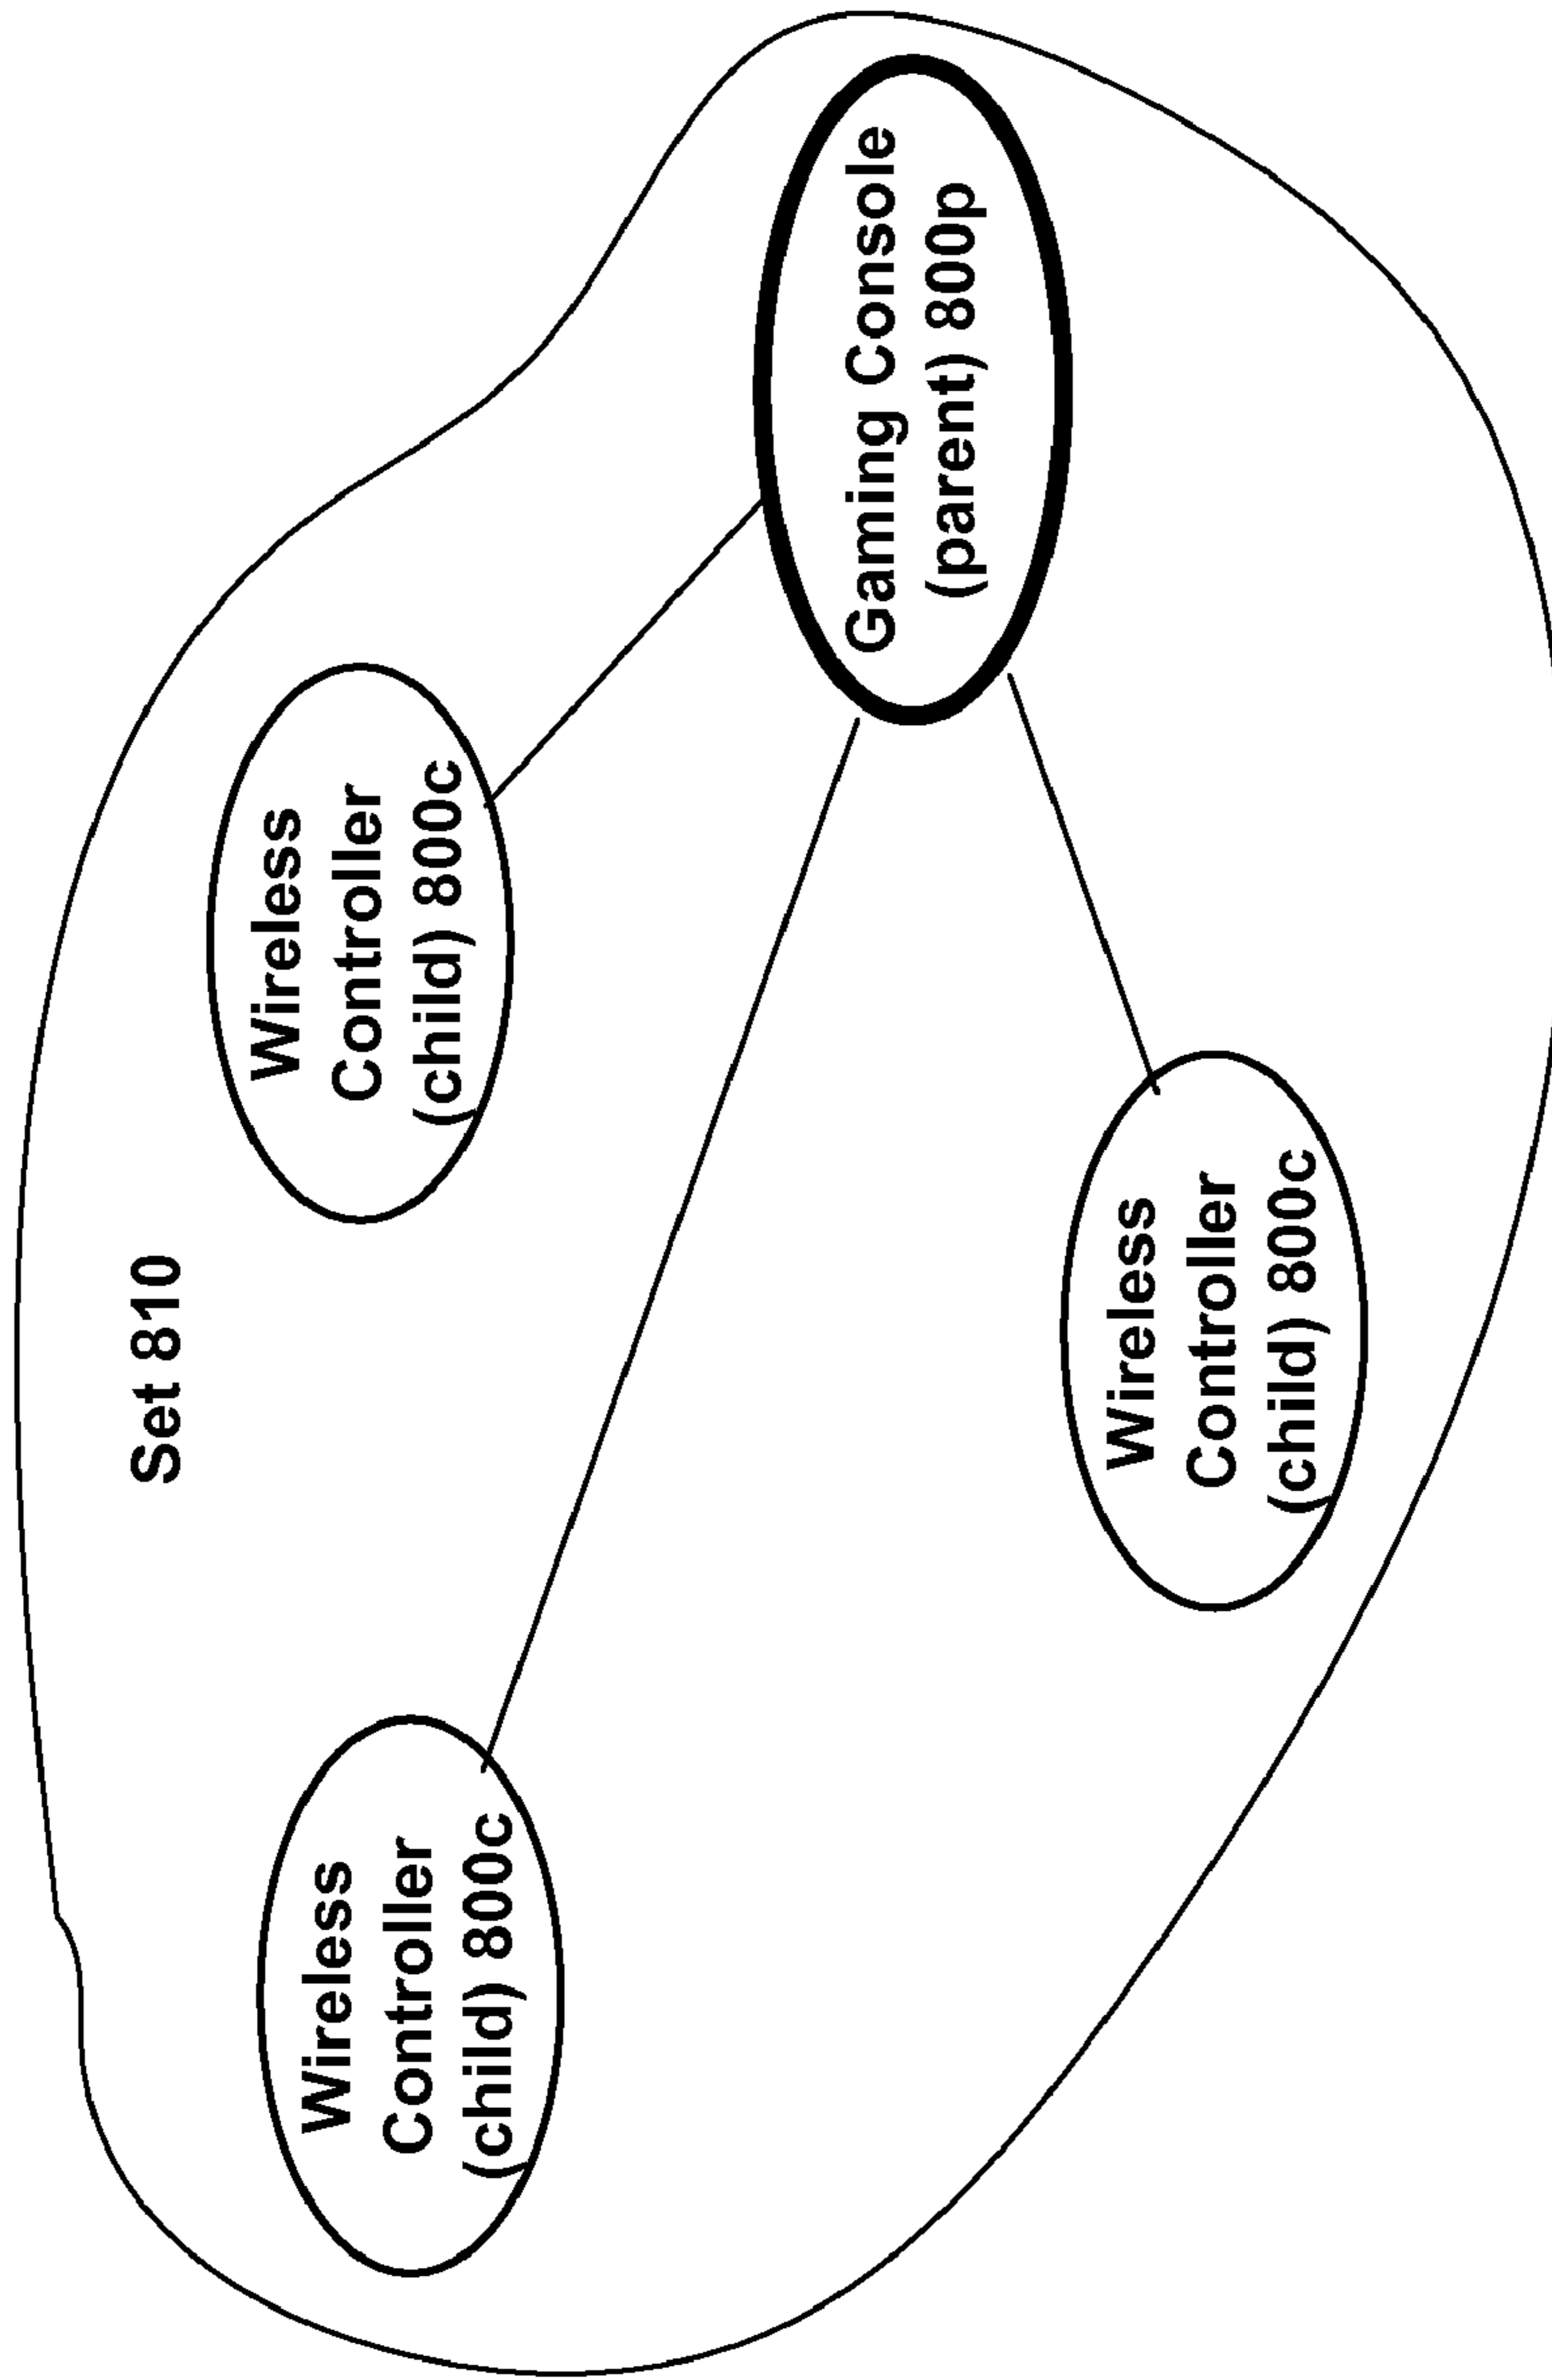 Set 810
Wireless
Controller
(child) 800c
Wireless
Controller
(child) 800c
Gaming Console
(parent) 800p
Wireless
Controller
(child) 800c